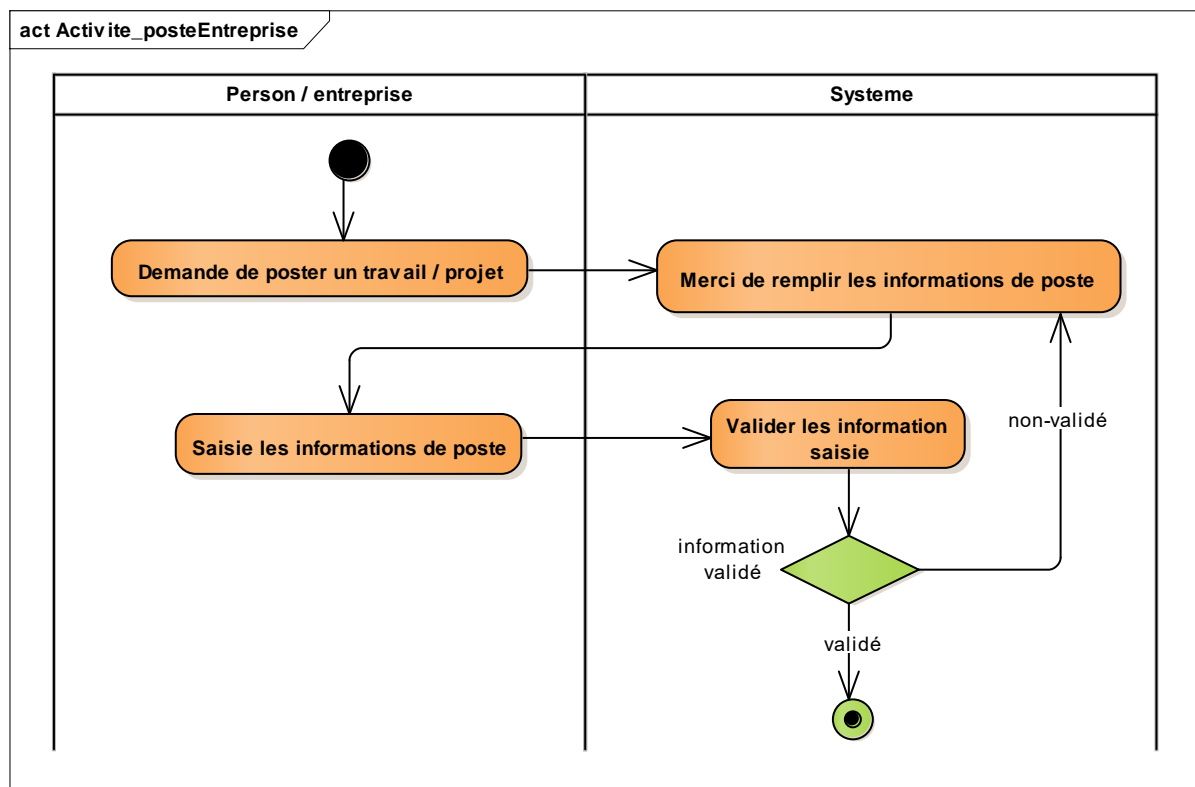 act Activite_posteEntreprise
Person / entreprise
Systeme
Demande de poster un travail / projet
Merci de remplir les informations de poste
Saisie les informations de poste
Valider les information
saisie
non-validé
information
validé
validé